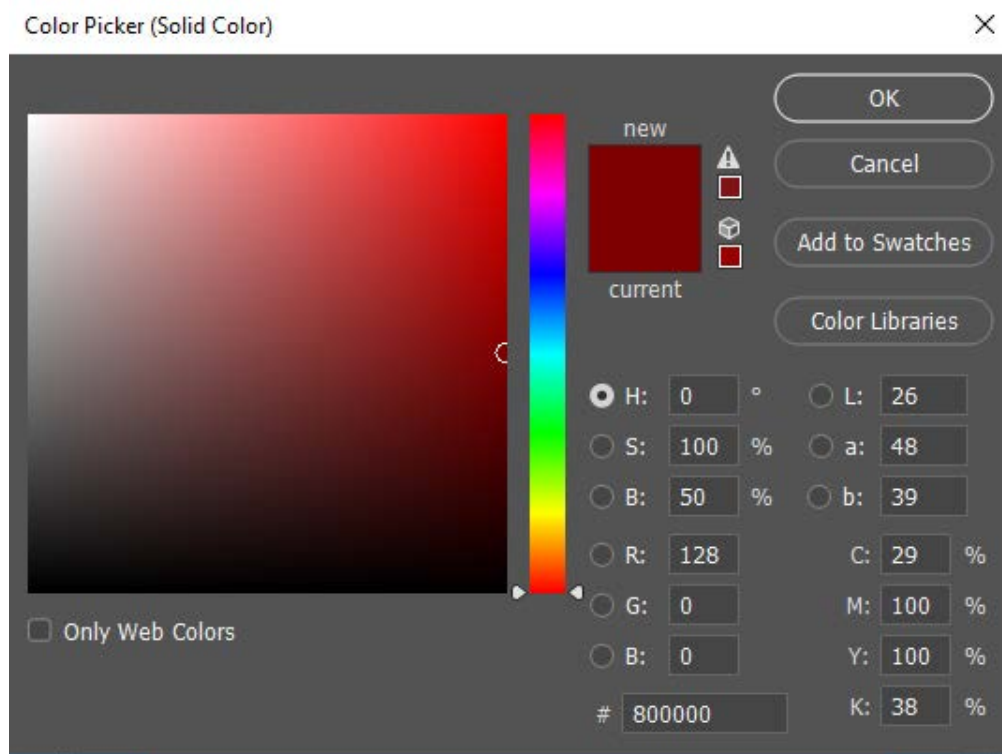 Color Picker (Solid Color)
new
current
OK
Cancel
Add to Swatches
Color Libraries
H: 0 °
S: 100 %
B: 50 %
R: 128
G: 0
B: 0
# 800000
L: 26
a: 48
b: 39
C: 29 %
M: 100 %
Y: 100 %
K: 38 %
Only Web Colors